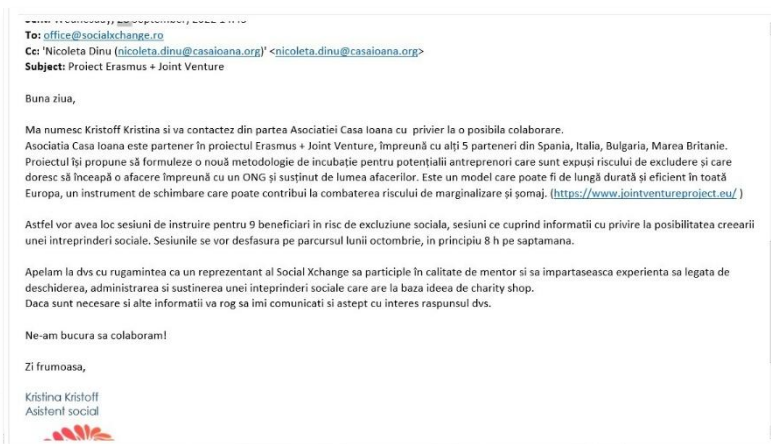 To: office@socialxchange.ro
Cc: 'Nicoleta Dinu (nicoleta.dinu@casaioana.org)' <nicoleta.dinu@casaioana.org>
Subject: Proiect Erasmus + Joint Venture
Buna ziua,
Ma numesc Kristoff Kristina si va contactez din partea Asociatiei Casa Ioana cu privier la o posibila colaborare.
Asociatia Casa Ioana este partener în proiectul Erasmus + Joint Venture, împreună cu alți 5 parteneri din Spania, Italia, Bulgaria, Marea Britanie.
Proiectul își propune să formuleze o nouă metodologie de incubație pentru potențialii antreprenori care sunt expuși riscului de excludere și care
doresc să înceapă o afacere împreună cu un ONG și susținut de lumea afacerilor. Este un model care poate fi de lungă durată și eficient în toată
Europa, un instrument de schimbare care poate contribui la combaterea riscului de marginalizare și șomaj. (https://www.jointventureproject.eu/ )
Astfel vor avea loc sesiuni de instruire pentru 9 beneficiari in risc de excluziune sociala, sesiuni ce cuprind informatii cu privire la posibilitatea creearii
unei intreprinderi sociale. Sesiunile se vor desfasura pe parcursul lunii octombrie, in principiu 8 h pe saptamana.
Apelam la dvs cu rugamintea ca un reprezentant al Social Xchange sa participle în calitate de mentor si sa impartaseasca experienta sa legata de
deschiderea, administrarea si sustinerea unei inteprinderi sociale care are la baza ideea de charity shop.
Daca sunt necesare si alte informatii va rog sa imi comunicati si astept cu interes raspunsul dvs.
Ne-am bucura sa colaboram!
Zi frumoasa,
Kristina Kristoff
Asistent social